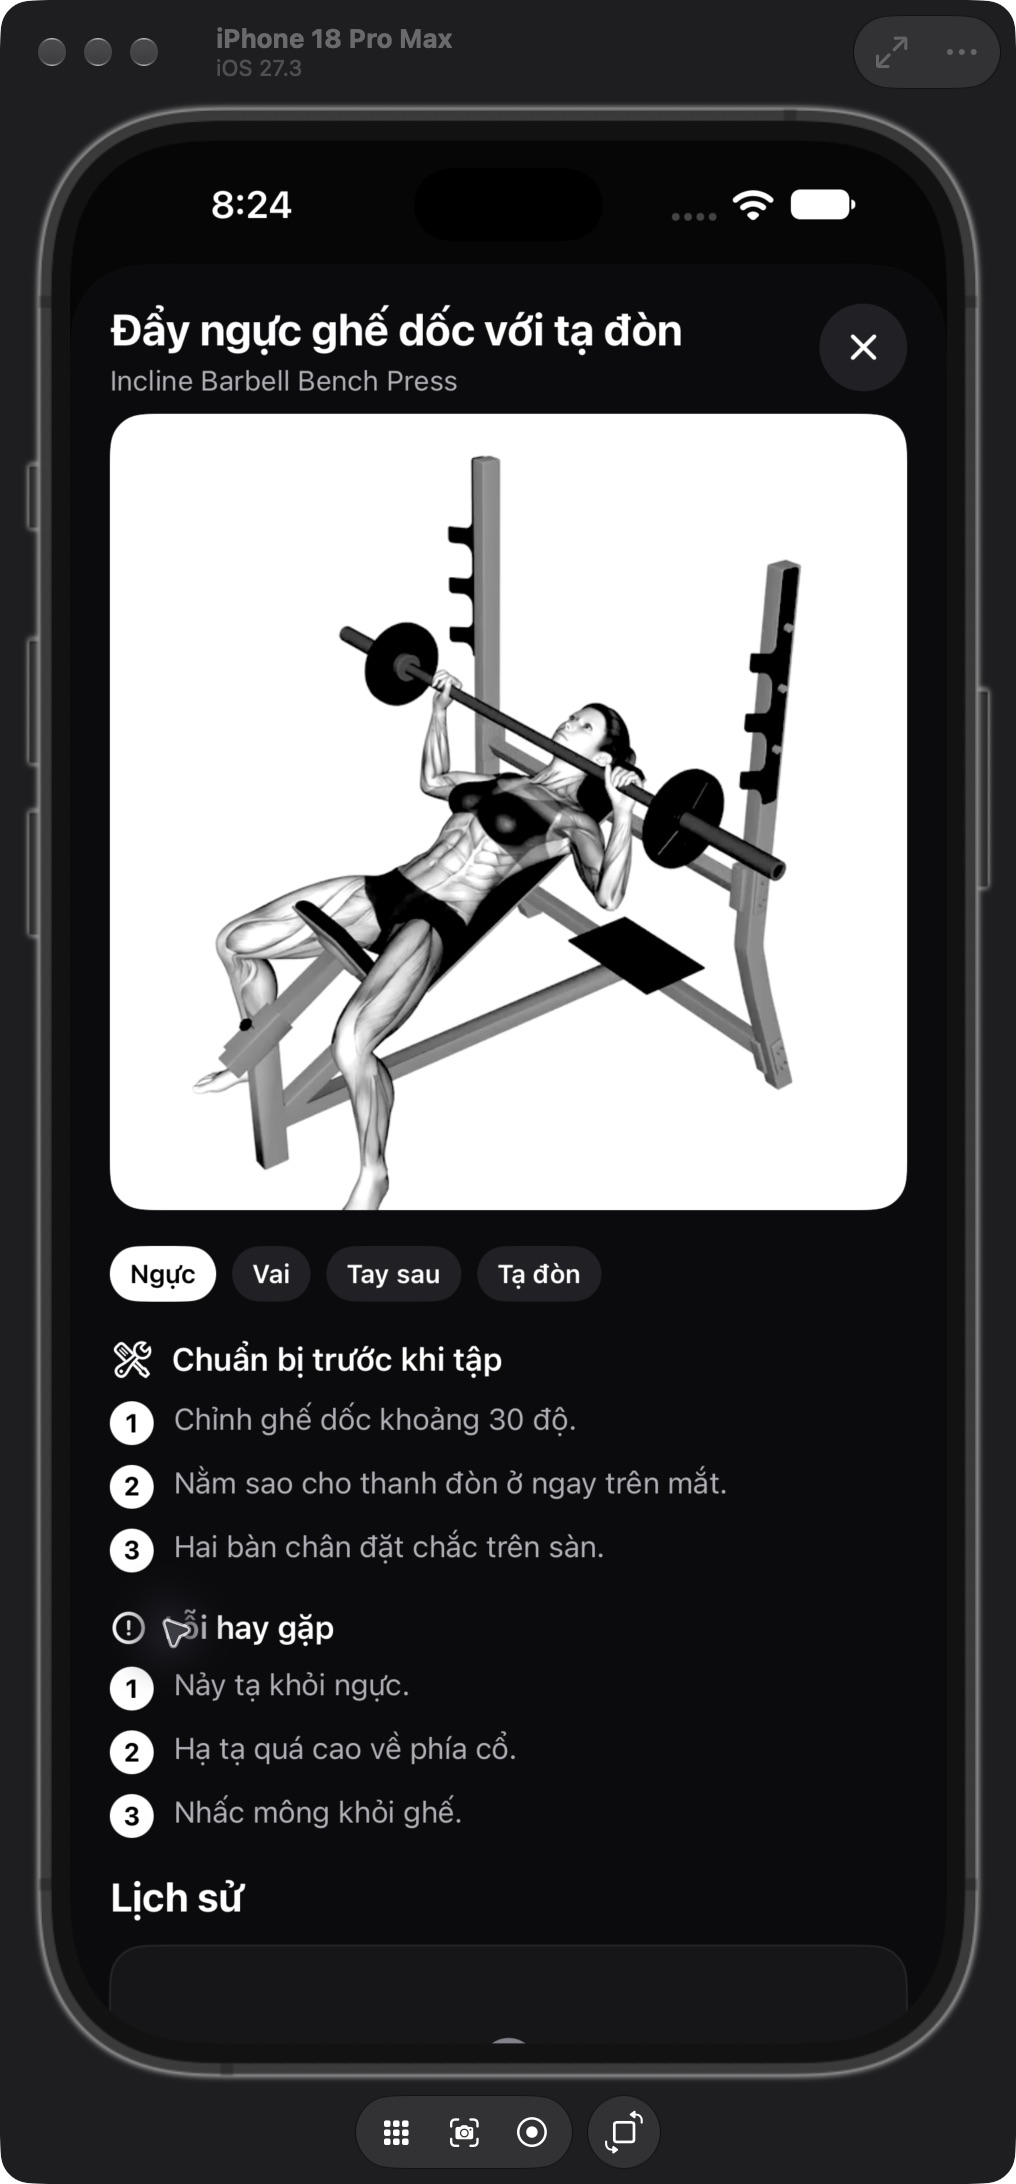 iPhone 18 Pro Max
iOS 27.3
8:24
Đẩy ngực ghế dốc với tạ đòn
Incline Barbell Bench Press
Ngực
Vai
Tay sau
Tạ đòn
Chuẩn bị trước khi tập
1 Chỉnh ghế dốc khoảng 30 độ.
2 Nằm sao cho thanh đòn ở ngay trên mắt.
3 Hai bàn chân đặt chắc trên sàn.
hay gặp
1 Nảy tạ khỏi ngực.
2 Hạ tạ quá cao về phía cổ.
3 Nhấc mông khỏi ghế.
Lịch sử